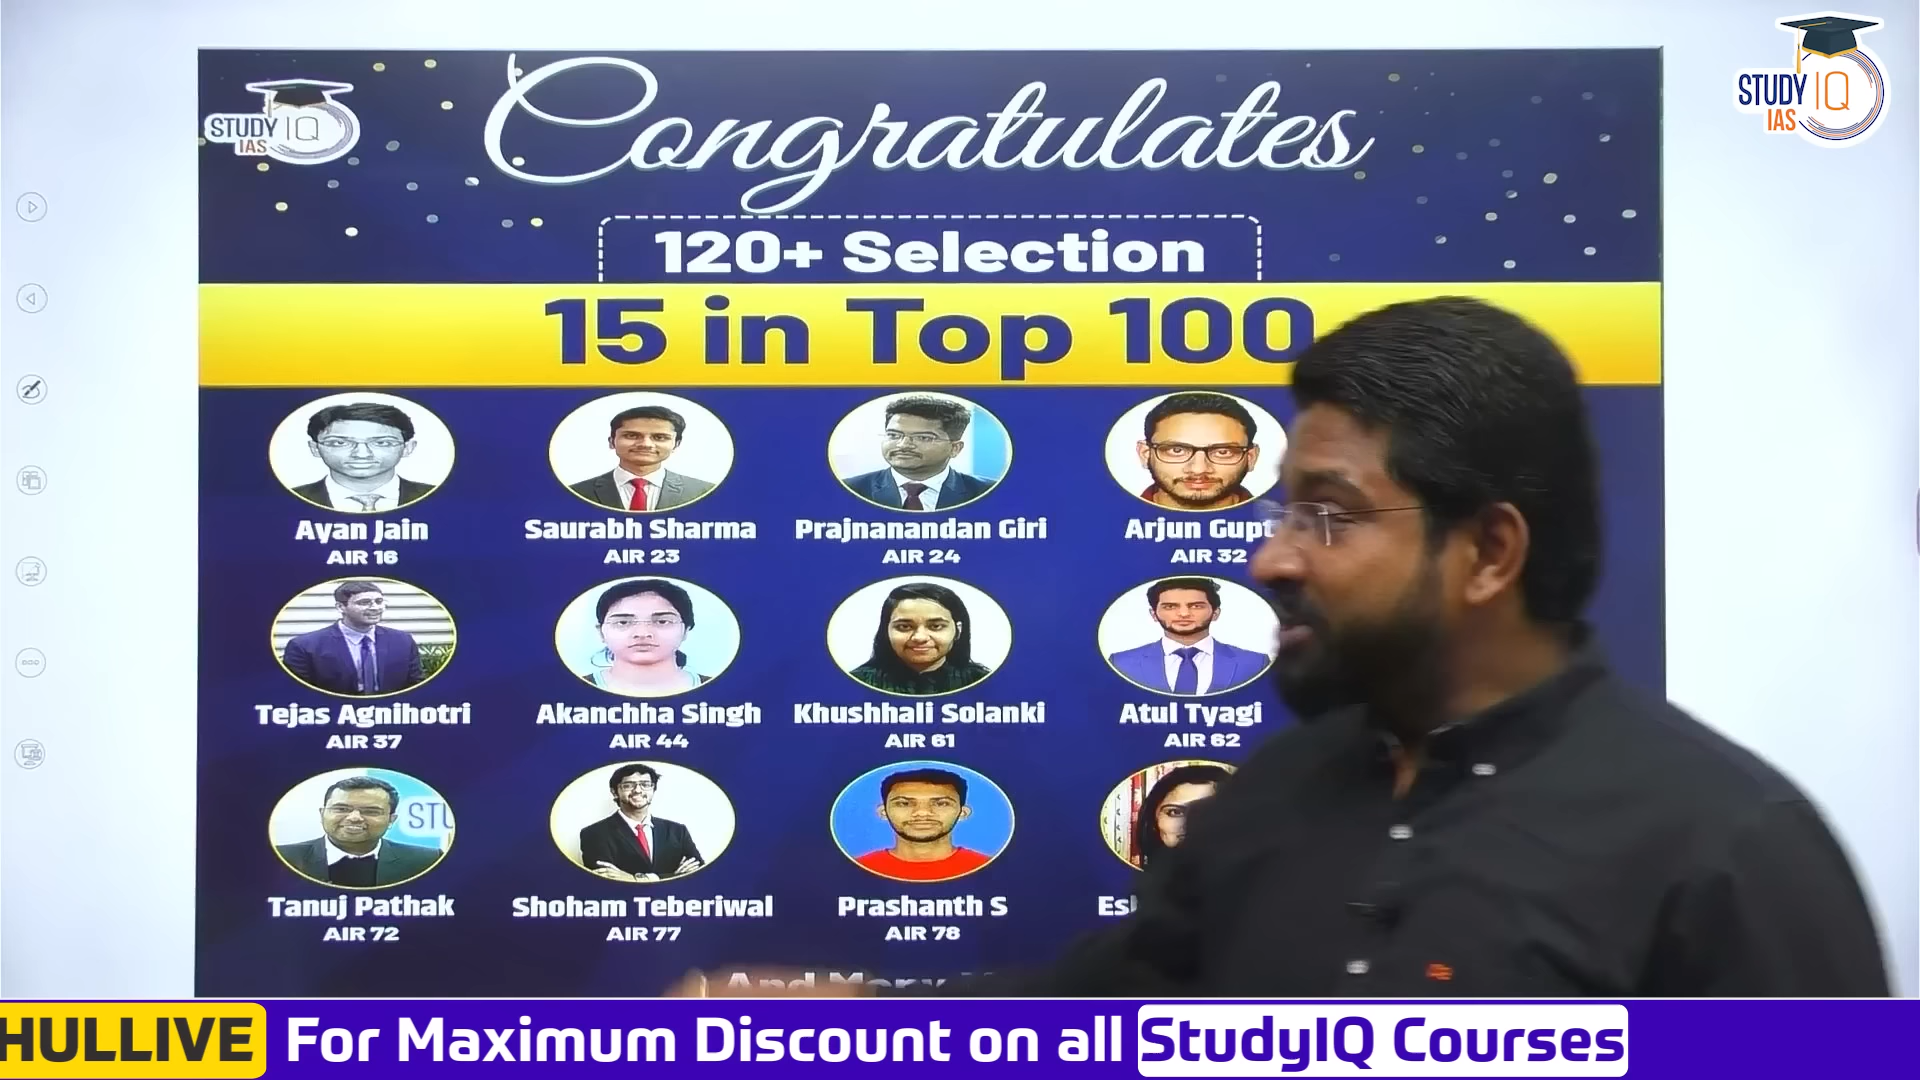 STUDY IQ
IAS
STUDY IQ
IAS
Congratulates
120+ Selection
15 in Top 100
Ayan Jain
AIR 16
Saurabh Sharma
AIR 23
Prajnanandan Giri
AIR 24
Arjun Gupt
AIR 32
Tejas Agnihotri
AIR 37
Akanchha Singh
AIR 44
Khushhali Solanki
AIR 61
Atul Tyagi
AIR 62
STU
Tanuj Pathak
AIR 72
Shoham Teberiwal
AIR 77
Prashanth S
AIR 78
And Many
HULLIVE For Maximum Discount on all StudyIQ Courses